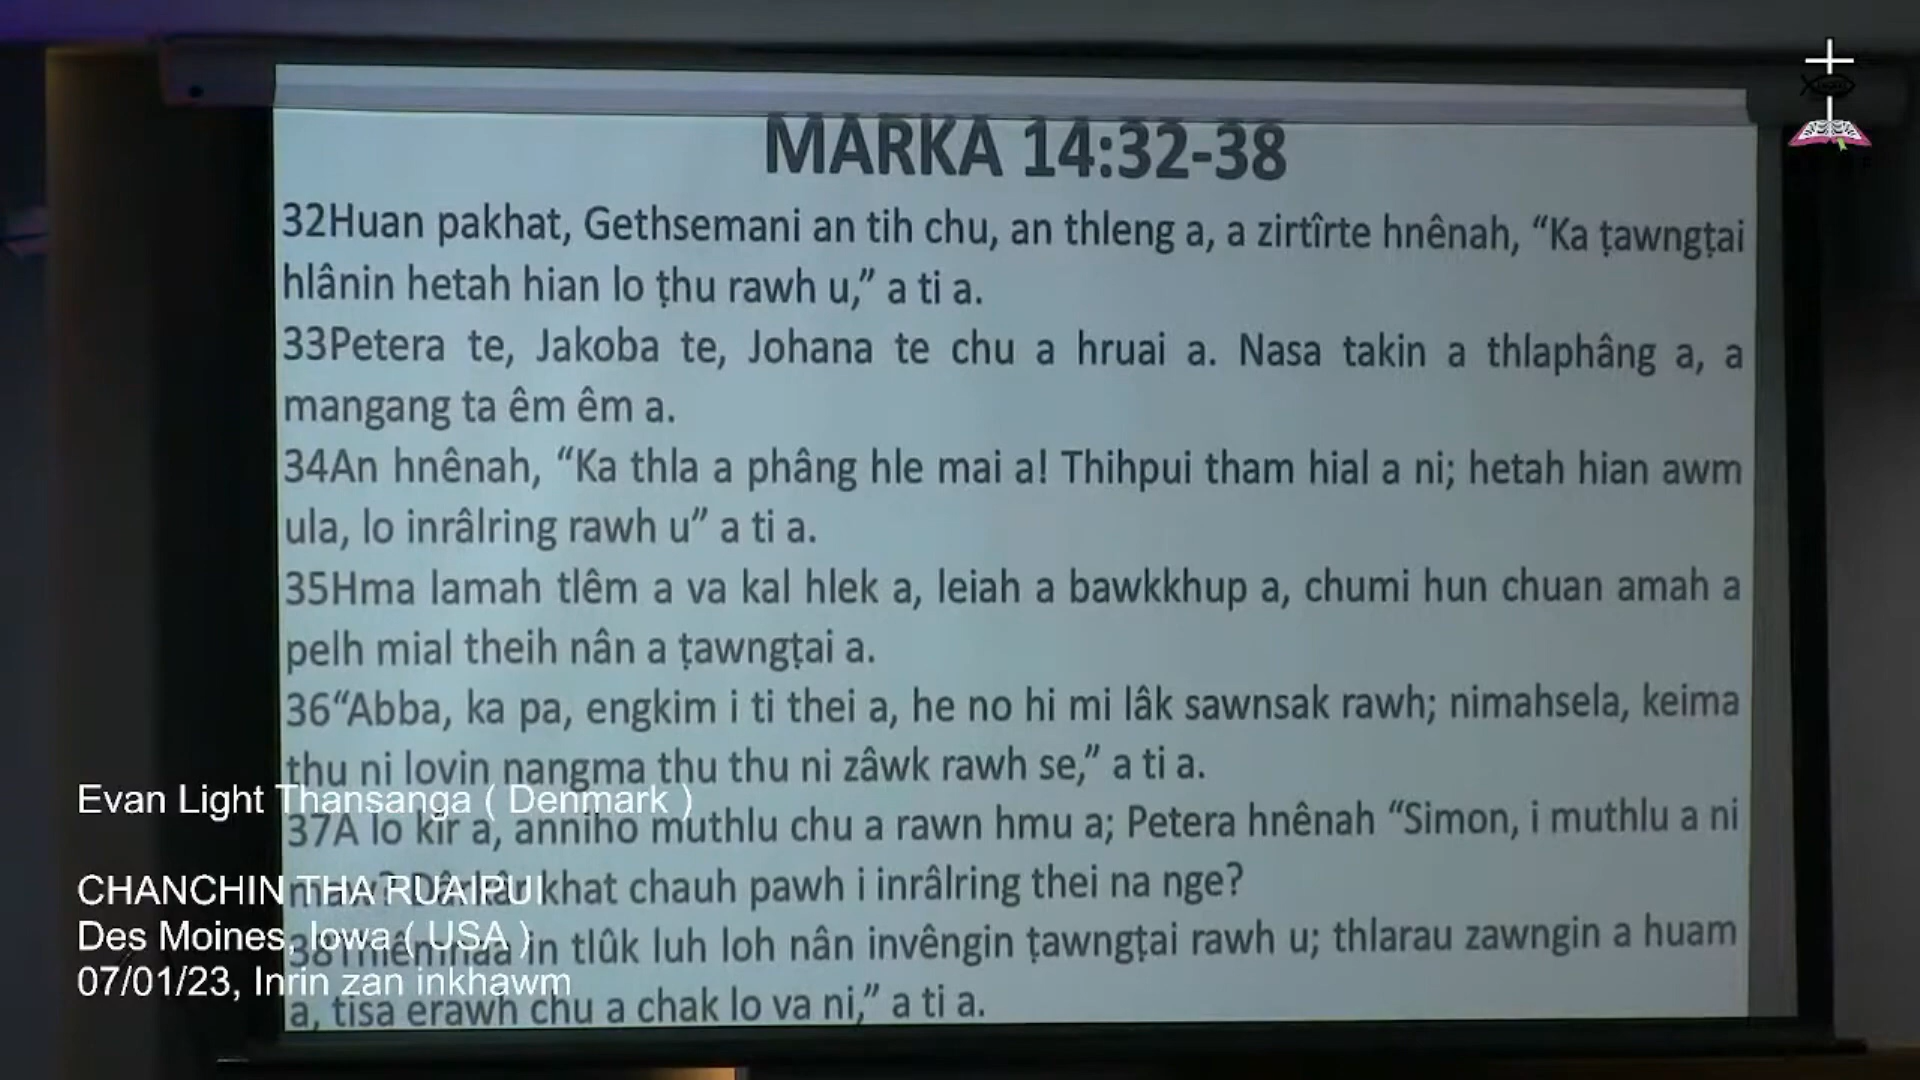 MARKA 14:32-38
32Huan pakhat, Gethsemani an tih chu, an thleng a, a zirtîrte hnênah, “Ka ṭawngṭai
hlânin hetah hian lo ṭhu rawh u,” a ti a.
33Petera te, Jakoba te, Johana te chu a hruai a. Nasa takin a thlaphâng a, a
mangang ta êm êm a.
34An hnênah, “Ka thla a phâng hle mai a! Thihpui tham hial a ni; hetah hian awm
ula, lo inrâlring rawh u” a ti a.
35Hma lamah tlêm a va kal hlek a, leiah a bawkkhup a, chumi hun chuan amah a
pelh mial theih nân a ṭawngṭai a.
36“Abba, ka pa, engkim i ti thei a, he no hi mi lâk sawnsak rawh; nimahsela, keima
thu ni lovin nangma thu thu ni zâwk rawh se,” a ti a.
37A lo kir a, anniho muthlu chu a rawn hmu a; Petera hnênah “Simon, i muthlu a ni
khat chauh pawh i inrâlring thei na nge?
in tlûk luh loh nân invêngin ṭawngṭai rawh u; thlarau zawngin a huam
a, tisa erawh chu a chak lo va ni,” a ti a.
Evan Light Thansanga ( Denmark )
CHANCHIN THA RUAIPUI
Des Moines, Iowa ( USA )
07/01/23, Inrin zan inkhawm